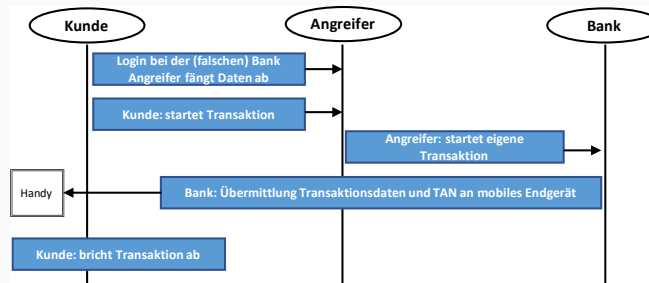 Kunde
Angreifer
Bank
Login bei der (falschen) Bank
Angreifer fängt Daten ab
Kunde: startet Transaktion
Angreifer: startet eigene
Transaktion
Handy
Bank: Übermittlung Transaktionsdaten und TAN an mobiles Endgerät
Kunde: bricht Transaktion ab